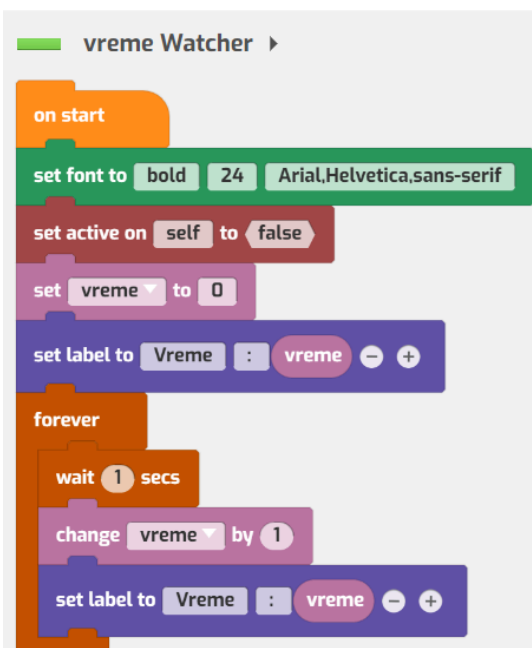 vreme Watcher
on start
set font to bold 24 Arial,Helvetica,sans-serif
set active on self to false
set vreme to 0
set label to Vreme : vreme − +
forever
wait 1 secs
change vreme by 1
set label to Vreme : vreme − +